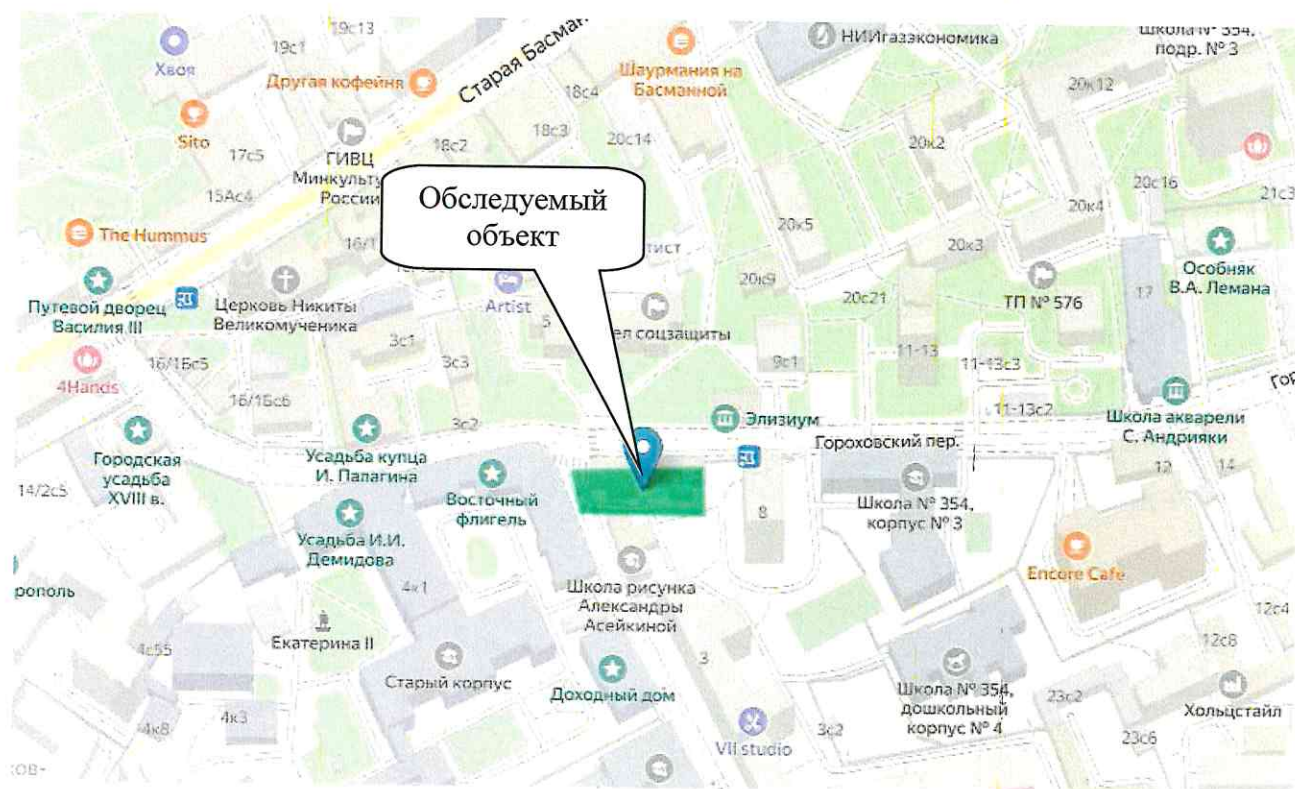 19с13
19с1
Хвоя
Другая кофейня
Старая Басман
Шаурмания на
Басманной
НИИгазэкономика
школа № 354,
подр. № 3
20к12
18с4
Sito
17с5
ГИВЦ
Минкульту
России
18с2
18с3
20с14
20к2
15Ас4
20с16
21с3
20к4
Обследуемый
объект
The Hummus
16/1
тист
20к5
20к3
Путевой дворец
Василия III
Церковь Никиты
Великомученика
Artist
5
ел соцзащиты
20к9
20с21
ТП № 576
17
Особняк
В.А. Лемана
4Hands
16/1Бс5
3с1
3с3
9с1
11-13
11-13с3
16/1Бс6
3с2
Элизиум
11-13с2
Гор
Школа акварели
С. Андрияки
Городская
усадьба
XVIII в.
14/2с5
Усадьба купца
И. Палагина
Восточный
флигель
Гороховский пер.
8
Школа № 354,
корпус № 3
12
14
Усадьба И.И.
Демидова
Encore Cafe
рополь
4к1
Школа рисунка
Александры
Асейкиной
12с4
Екатерина II
12с8
4с55
Старый корпус
Доходный дом
3
Школа № 354,
дошкольный
корпус № 4
23с2
Хольцстайл
4к8
4к3
VII studio
3с2
23с6
ков-